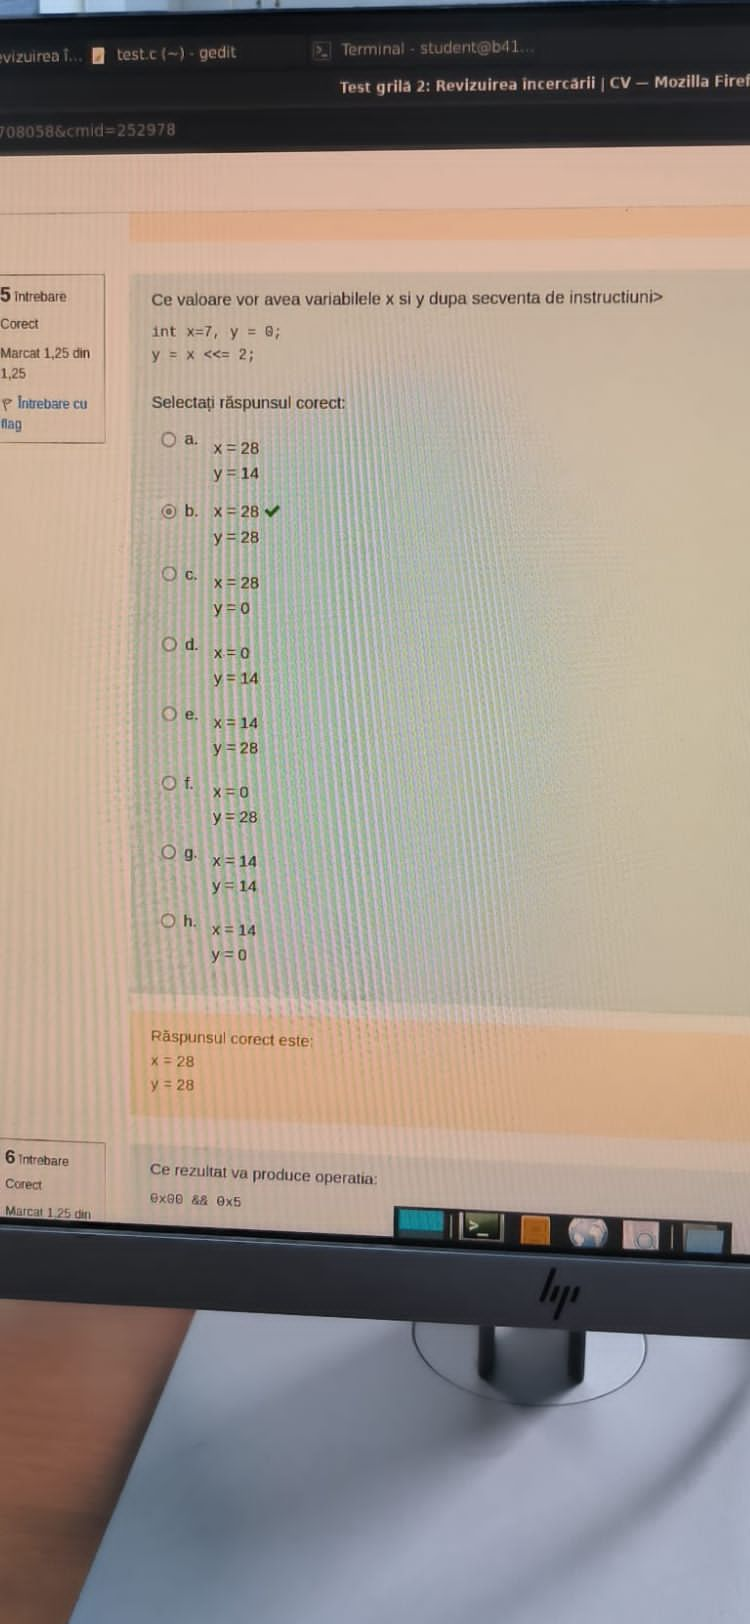 evizuirea î... test.c (~) - gedit Terminal - student@b41...
Test grilă 2: Revizuirea încercării | CV — Mozilla Firef
708058&cmid=252978
5 Întrebare
Corect
Marcat 1,25 din
1,25
Întrebare cu
flag
Ce valoare vor avea variabilele x si y dupa secventa de instructiuni>
int x=7, y = 0;
y = x <<= 2;
Selectați răspunsul corect:
a. x = 28
y = 14
b. x = 28
y = 28
c. x = 28
y = 0
d. x = 0
y = 14
e. x = 14
y = 28
f. x = 0
y = 28
g. x = 14
y = 14
h. x = 14
y = 0
Răspunsul corect este:
x = 28
y = 28
6 Întrebare
Corect
Marcat 1,25 din
Ce rezultat va produce operatia:
0x00 && 0x5
hp